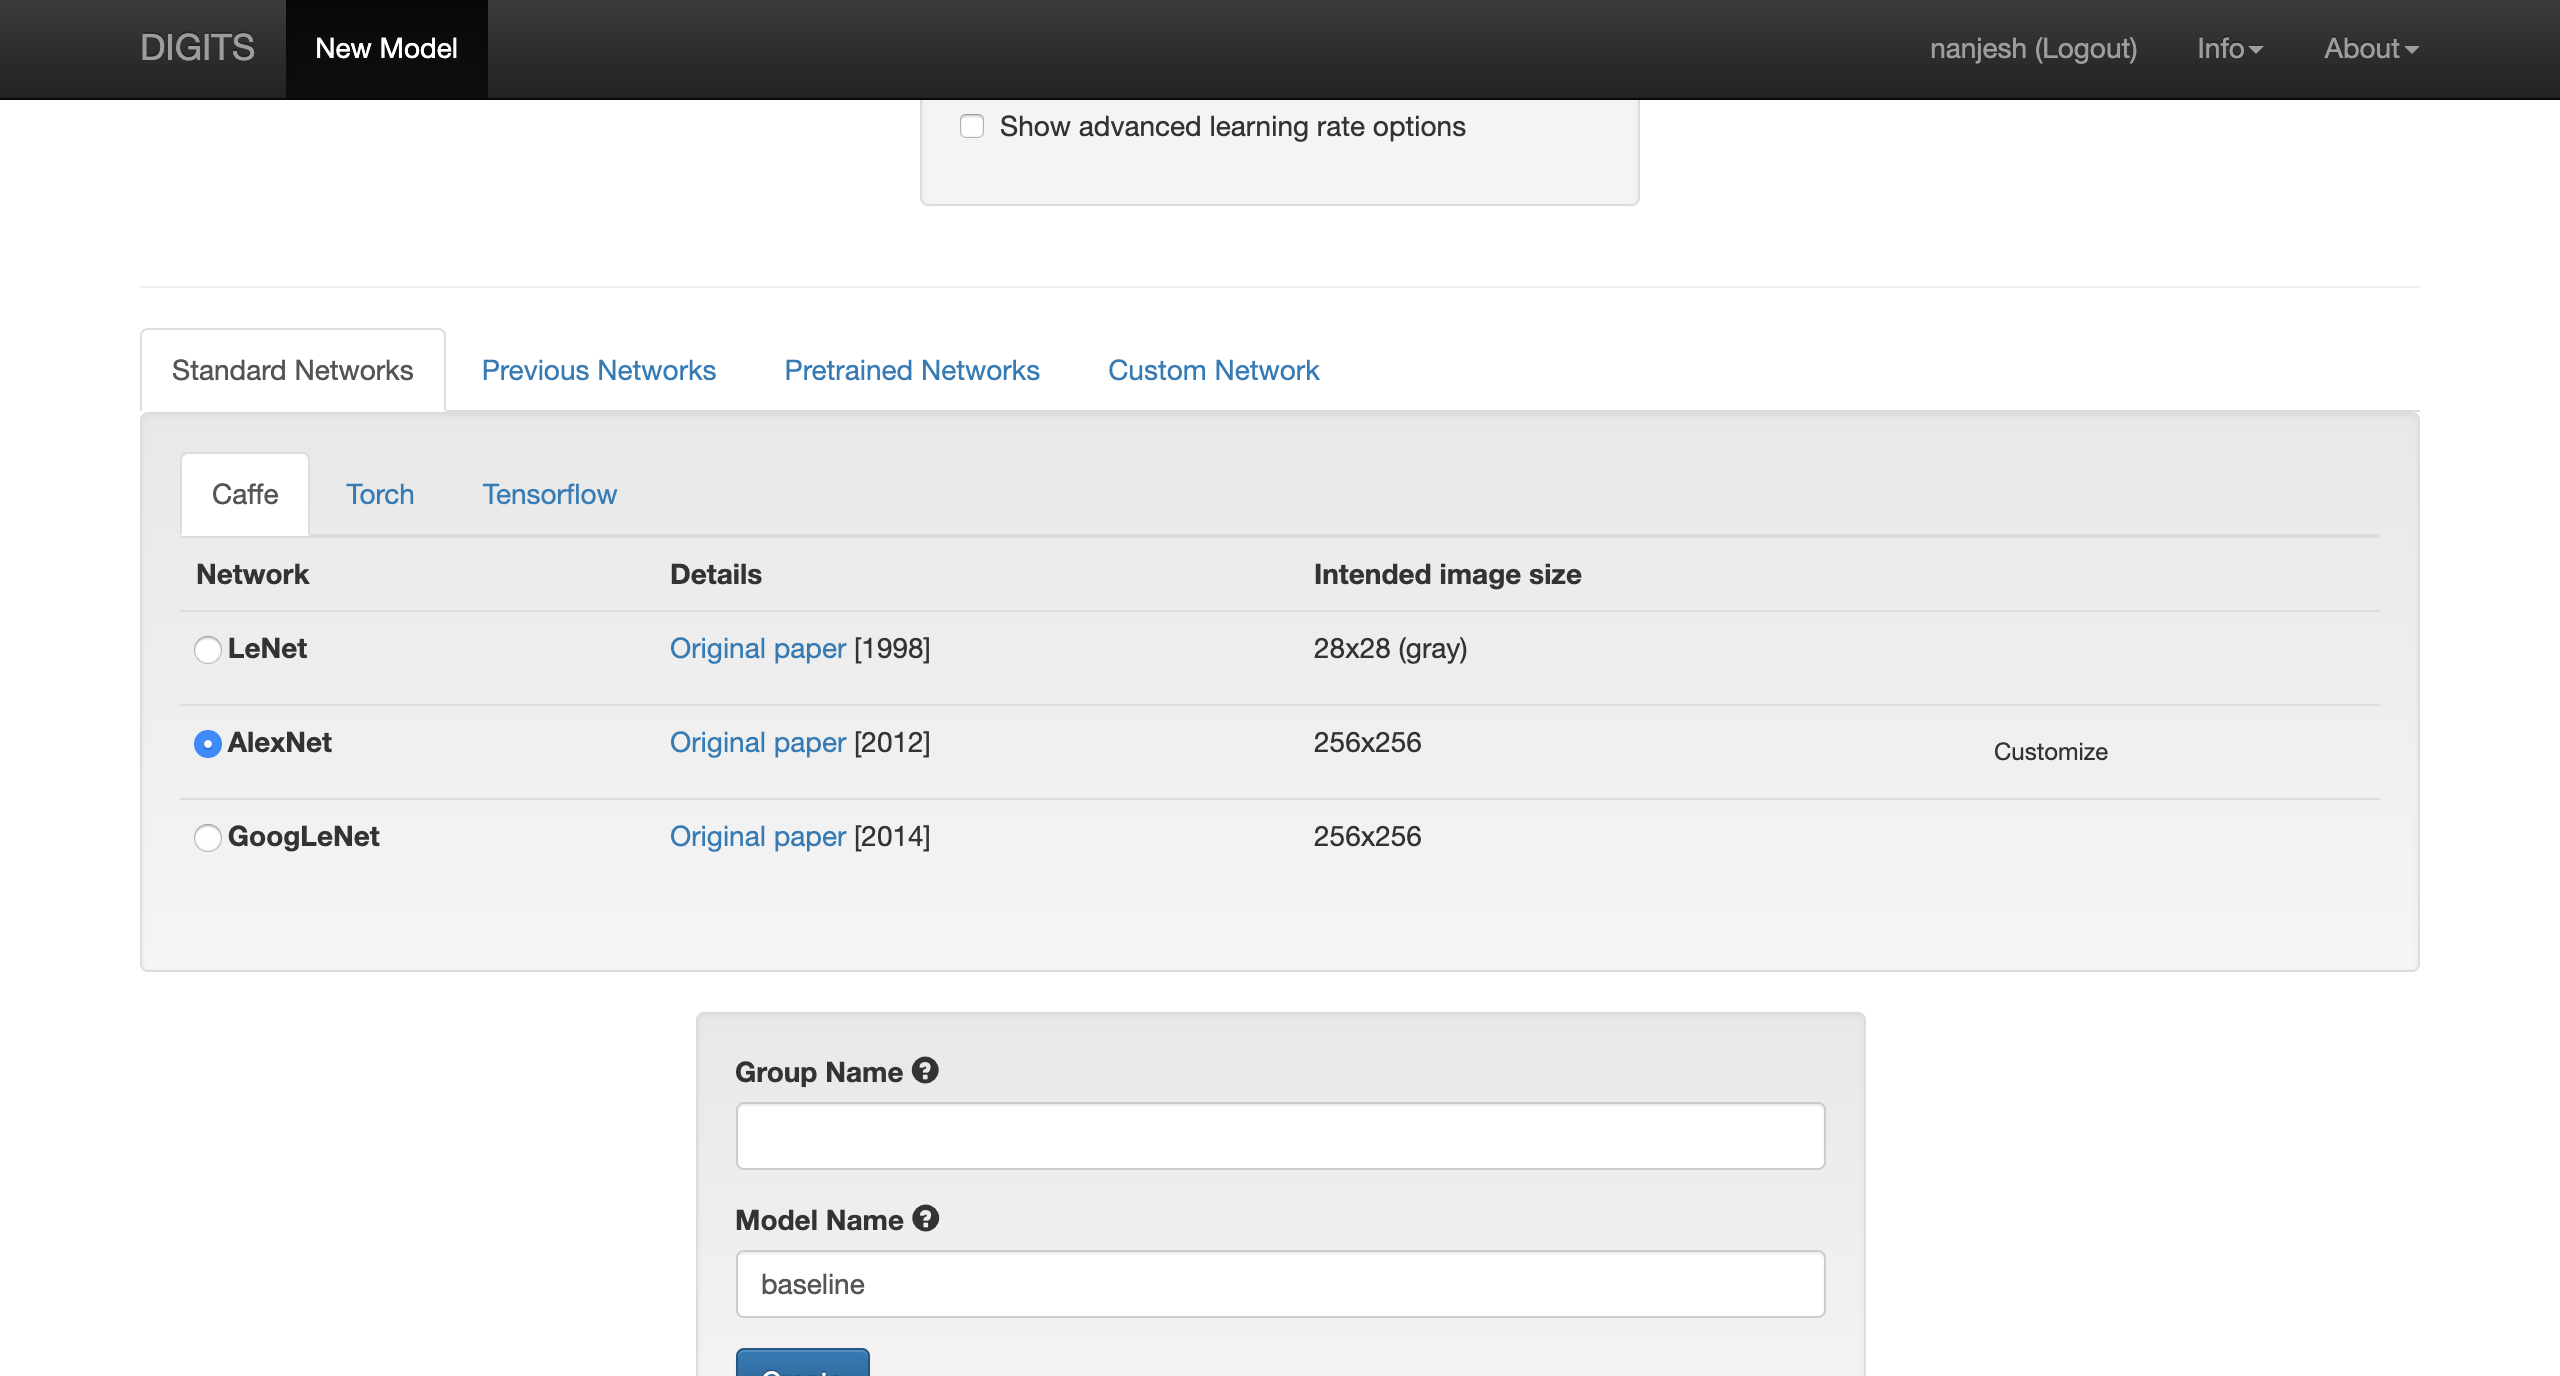 DIGITS New Model nanjesh (Logout) Info About
Show advanced learning rate options
Standard Networks Previous Networks Pretrained Networks Custom Network
Caffe Torch Tensorflow
Network Details Intended image size
LeNet Original paper [1998] 28x28 (gray)
AlexNet Original paper [2012] 256x256 Customize
GoogLeNet Original paper [2014] 256x256
Group Name ?
Model Name ?
baseline